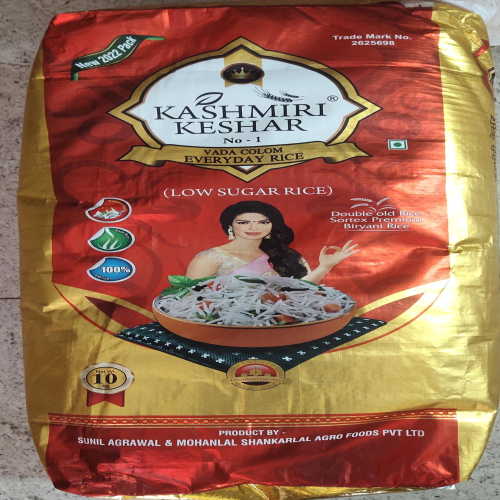 New 2022 Pack
Trade Mark No.
2625698
KASHMIRI
KESHAR
®
No - 1
VADA COLOM
EVERYDAY RICE
(LOW SUGAR RICE)
Double old Rice
Sortex Premium
Biryani Rice
100%
10
PRODUCT BY -
SUNIL AGRAWAL & MOHANLAL SHANKARLAL AGRO FOODS PVT LTD